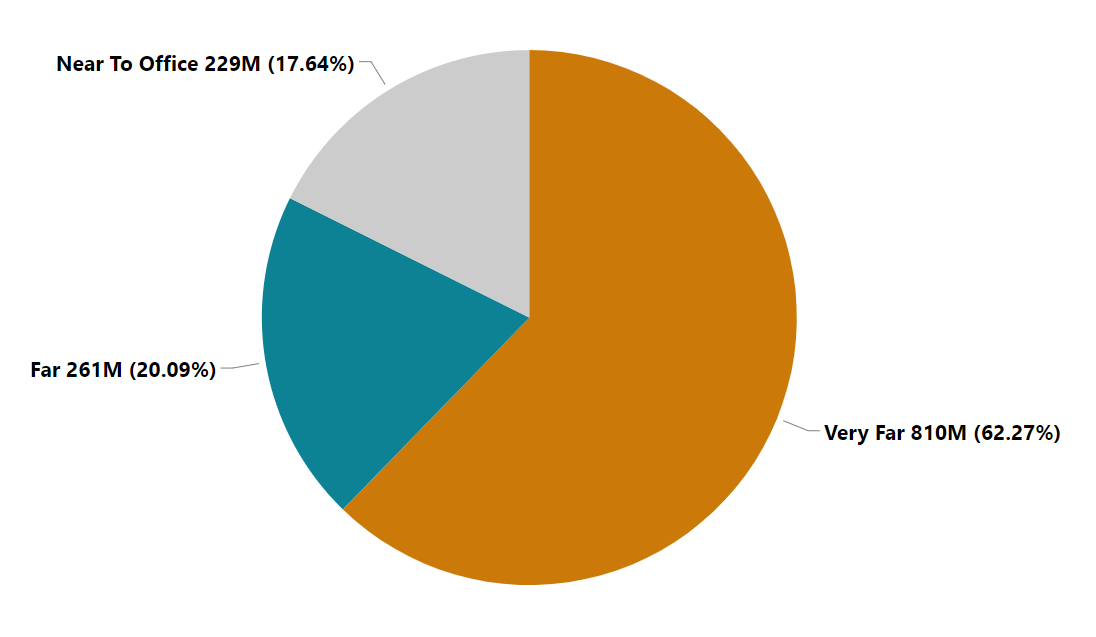 Near To Office 229M (17.64%)
Far 261M (20.09%)
Very Far 810M (62.27%)